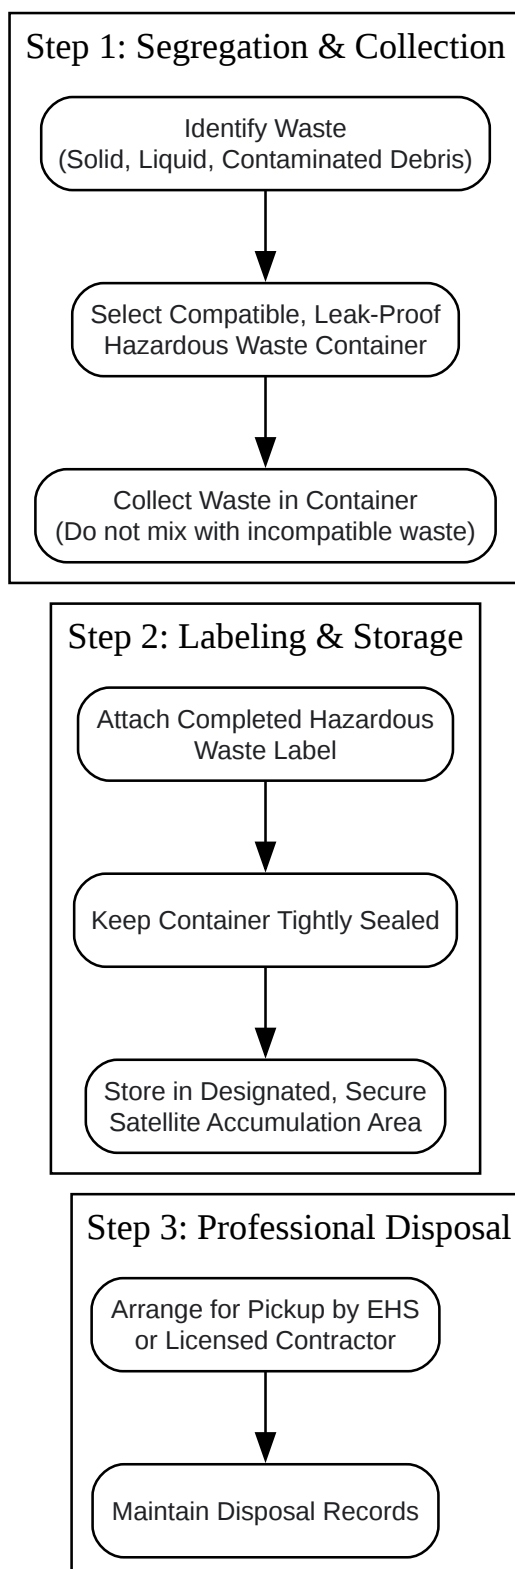 Step 1: Segregation & Collection
Identify Waste
(Solid, Liquid, Contaminated Debris)
Select Compatible, Leak-Proof
Hazardous Waste Container
Collect Waste in Container
(Do not mix with incompatible waste)
Step 2: Labeling & Storage
Attach Completed Hazardous
Waste Label
Keep Container Tightly Sealed
Store in Designated, Secure
Satellite Accumulation Area
Step 3: Professional Disposal
Arrange for Pickup by EHS
or Licensed Contractor
Maintain Disposal Records